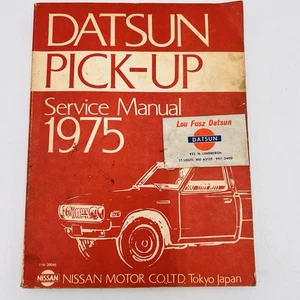 DATSUN
PICK-UP
Service Manual
1975
Lou Fusz Datsun
DATSUN
NISSAN
NISSAN MOTOR CO.,LTD, Tokyo Japan